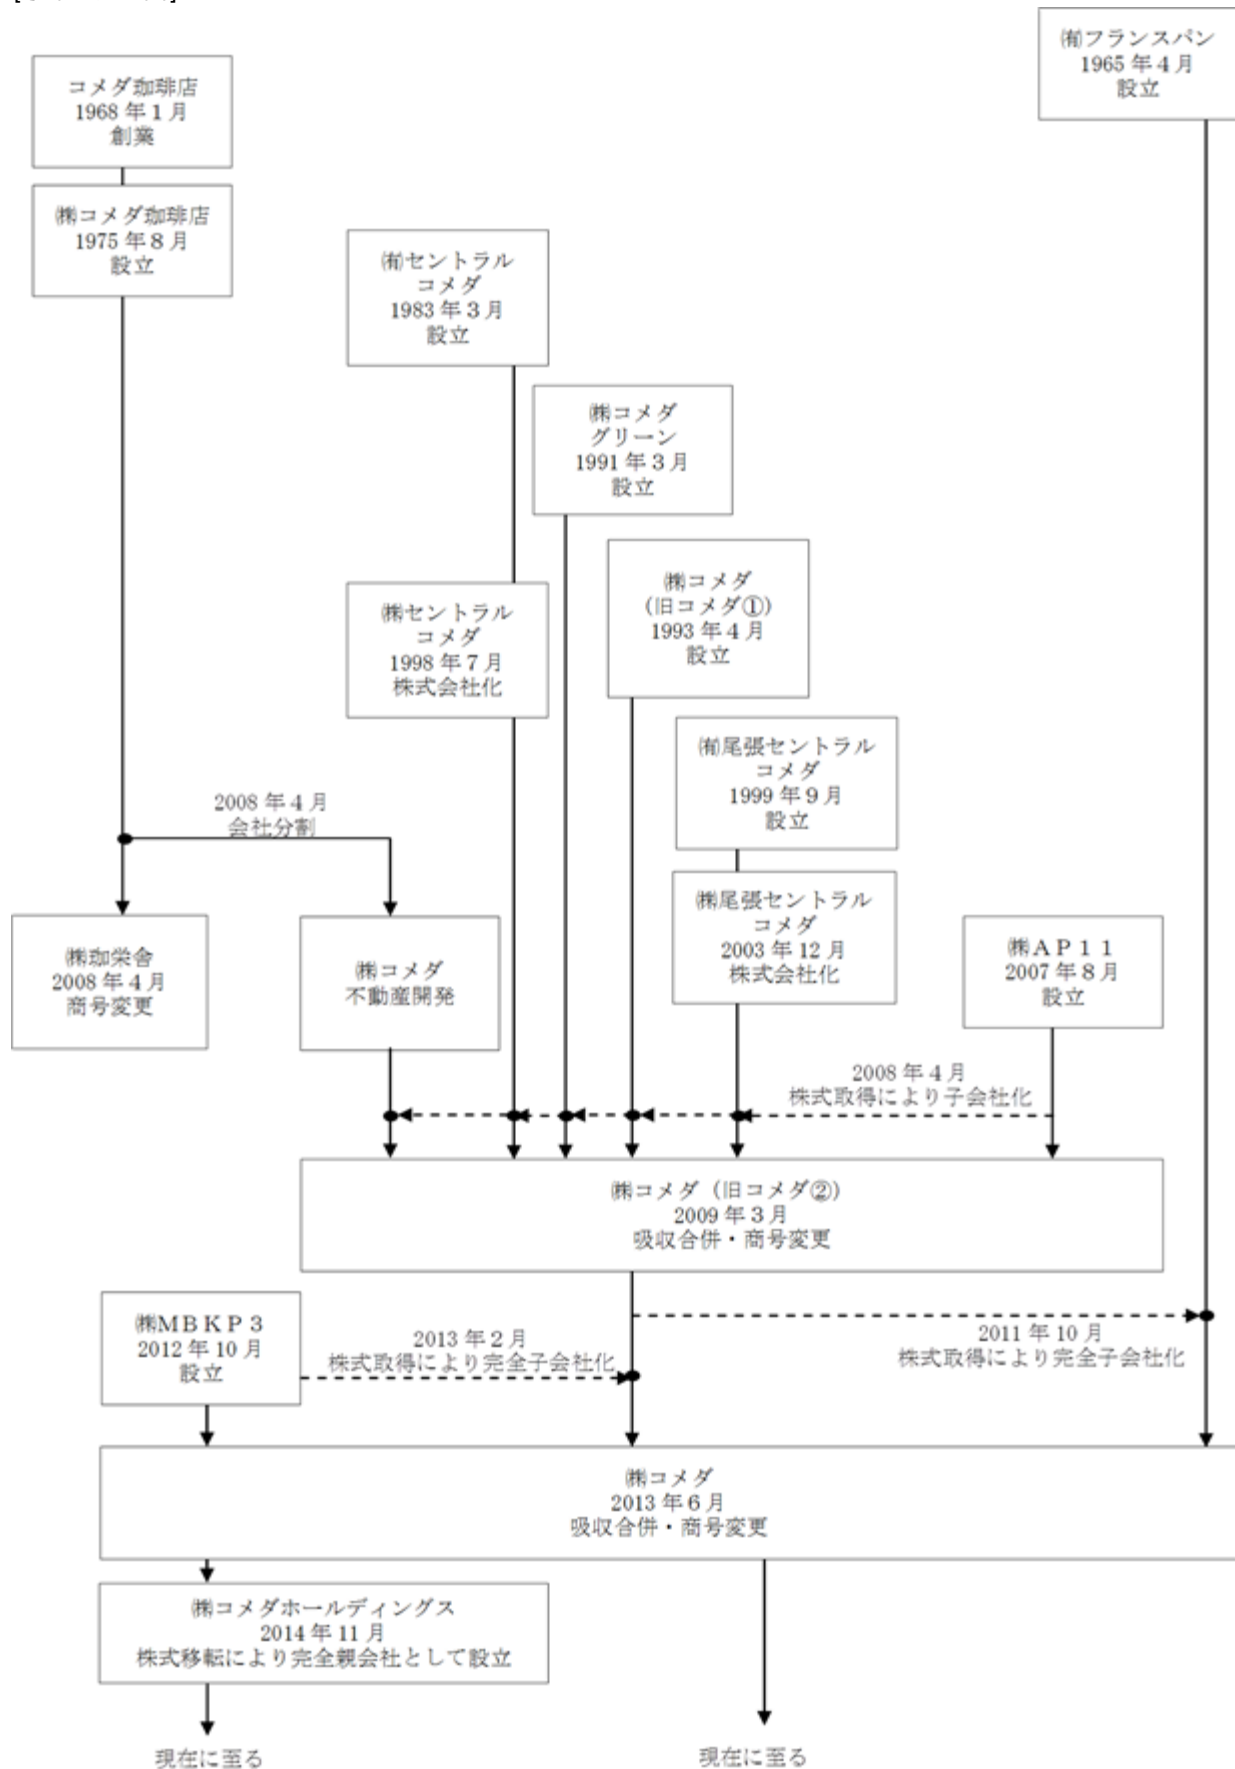 ㈲フランスパン
1965年4月
設立
コメダ珈琲店
1968年1月
創業
㈱コメダ珈琲店
1975年8月
設立
㈲セントラル
コメダ
1983年3月
設立
㈱コメダ
グリーン
1991年3月
設立
㈱コメダ
(旧コメダ①)
1993年4月
設立
㈱セントラル
コメダ
1998年7月
株式会社化
㈲尾張セントラル
コメダ
1999年9月
設立
2008年4月
会社分割
㈱尾張セントラル
コメダ
2003年12月
株式会社化
㈱珈栄舎
2008年4月
商号変更
㈱コメダ
不動産開発
㈱AP11
2007年8月
設立
2008年4月
株式取得により子会社化
㈱コメダ(旧コメダ②)
2009年3月
吸収合併・商号変更
㈱MBKP3
2012年10月
設立
2013年2月
株式取得により完全子会社化
2011年10月
株式取得により完全子会社化
㈱コメダ
2013年6月
吸収合併・商号変更
㈱コメダホールディングス
2014年11月
株式移転により完全親会社として設立
現在に至る
現在に至る